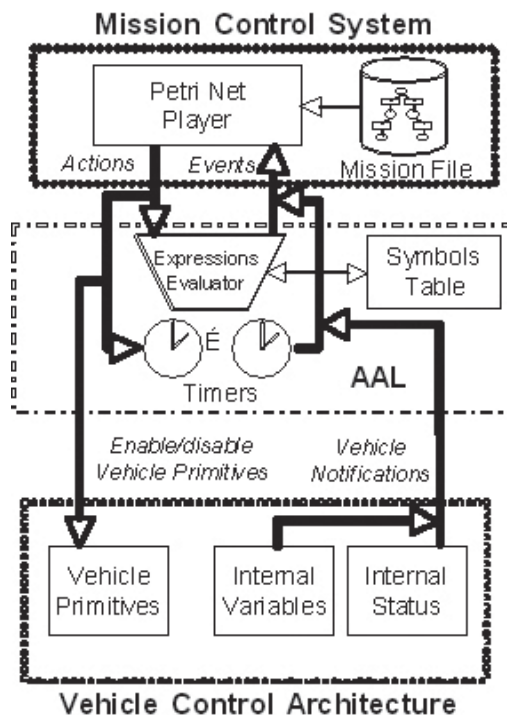 Mission Control System
Petri Net
Player
Actions
Events
Mission File
Expressions
Evaluator
Symbols
Table
É
Timers
AAL
Enable/disable
Vehicle Primitives
Vehicle
Notifications
Vehicle
Primitives
Internal
Variables
Internal
Status
Vehicle Control Architecture